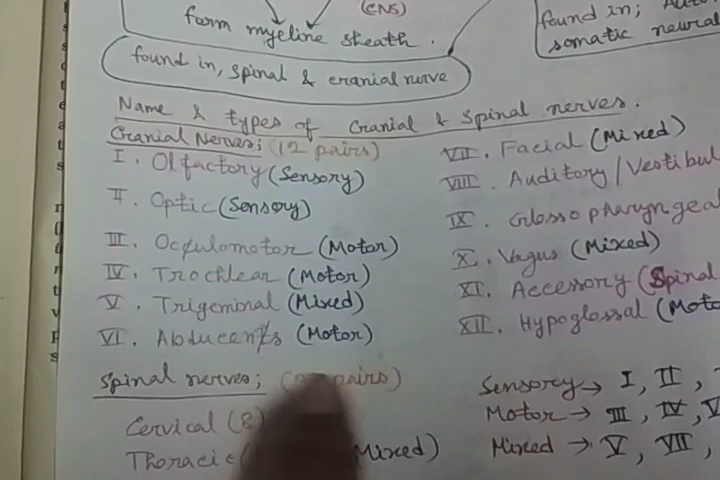 (CNS)
form myeline sheath.
found in, spinal & cranial nerve
found in;
somatic neural
Name & types of Cranial & Spinal nerves.
Cranial Nerves; (12 pairs)
I. Olfactory (Sensory)
II. Optic (Sensory)
III. Occulomotor (Motor)
IV. Trochlear (Motor)
V. Trigeminal (Mixed)
VI. Abducents (Motor)
VII. Facial (Mixed)
VIII. Auditory/Vestibul
IX. Glossopharyngeal
X. Vagus (Mixed)
XI. Accessory (Spinal
XII. Hypoglossal (Moto
Spinal nerves; pairs)
Cervical (8)
Thoracic ( Mixed)
Sensory → I, II,
Motor → III, IV, V
Mixed → V, VII,